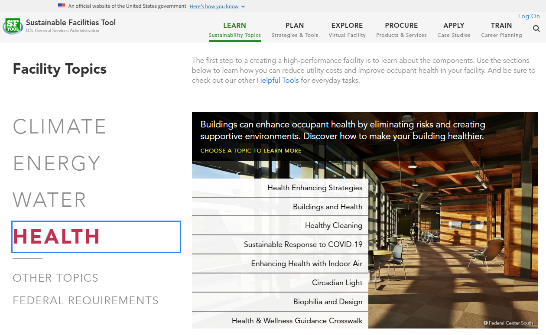 An official website of the United States government Here's how you know
Log On
SF TOOL
Sustainable Facilities Tool
U.S. General Services Administration
LEARN PLAN EXPLORE PROCURE APPLY TRAIN
Sustainability Topics Strategies & Tools Virtual Facility Products & Services Case Studies Career Planning
Facility Topics
The first step to creating a high-performance facility is to learn about the components. Use the sections
below to learn how you can reduce utility costs and improve occupant health in your facility. And be sure to
check out our other Helpful Tools for everyday tasks.
CLIMATE
ENERGY
WATER
HEALTH
OTHER TOPICS
FEDERAL REQUIREMENTS
Buildings can enhance occupant health by eliminating risks and creating
supportive environments. Discover how to make your building healthier.
CHOOSE A TOPIC TO LEARN MORE
Health Enhancing Strategies
Buildings and Health
Healthy Cleaning
Sustainable Response to COVID-19
Enhancing Health with Indoor Air
Circadian Light
Biophilia and Design
Health & Wellness Guidance Crosswalk
Federal Center South